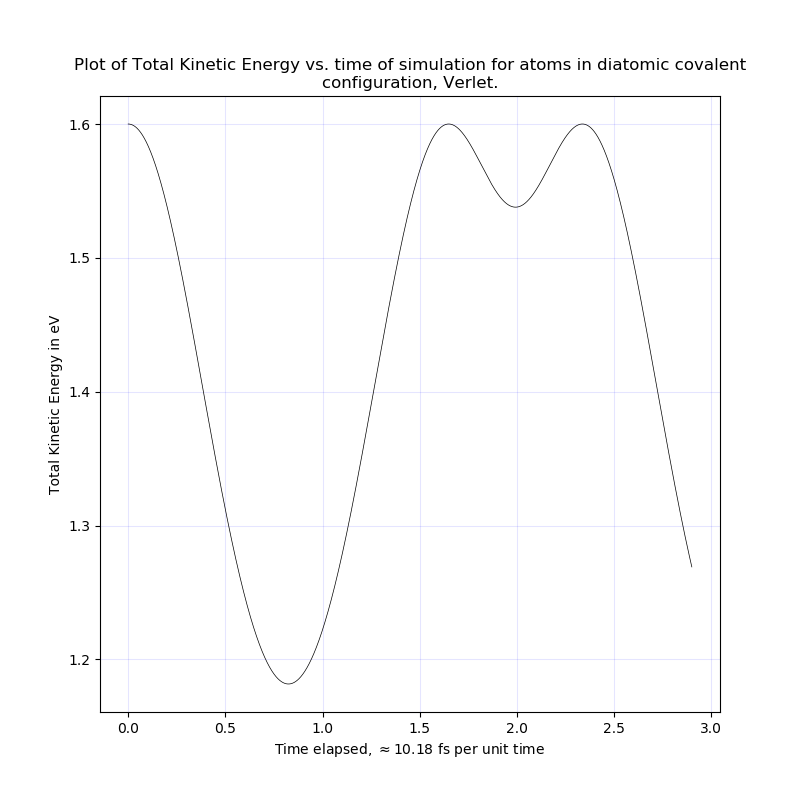 Plot of Total Kinetic Energy vs. time of simulation for atoms in diatomic covalent
configuration, Verlet.
1.6
1.5
1.4
1.3
1.2
Total Kinetic Energy in eV
0.0 0.5 1.0 1.5 2.0 2.5 3.0
Time elapsed, ≈ 10.18 fs per unit time